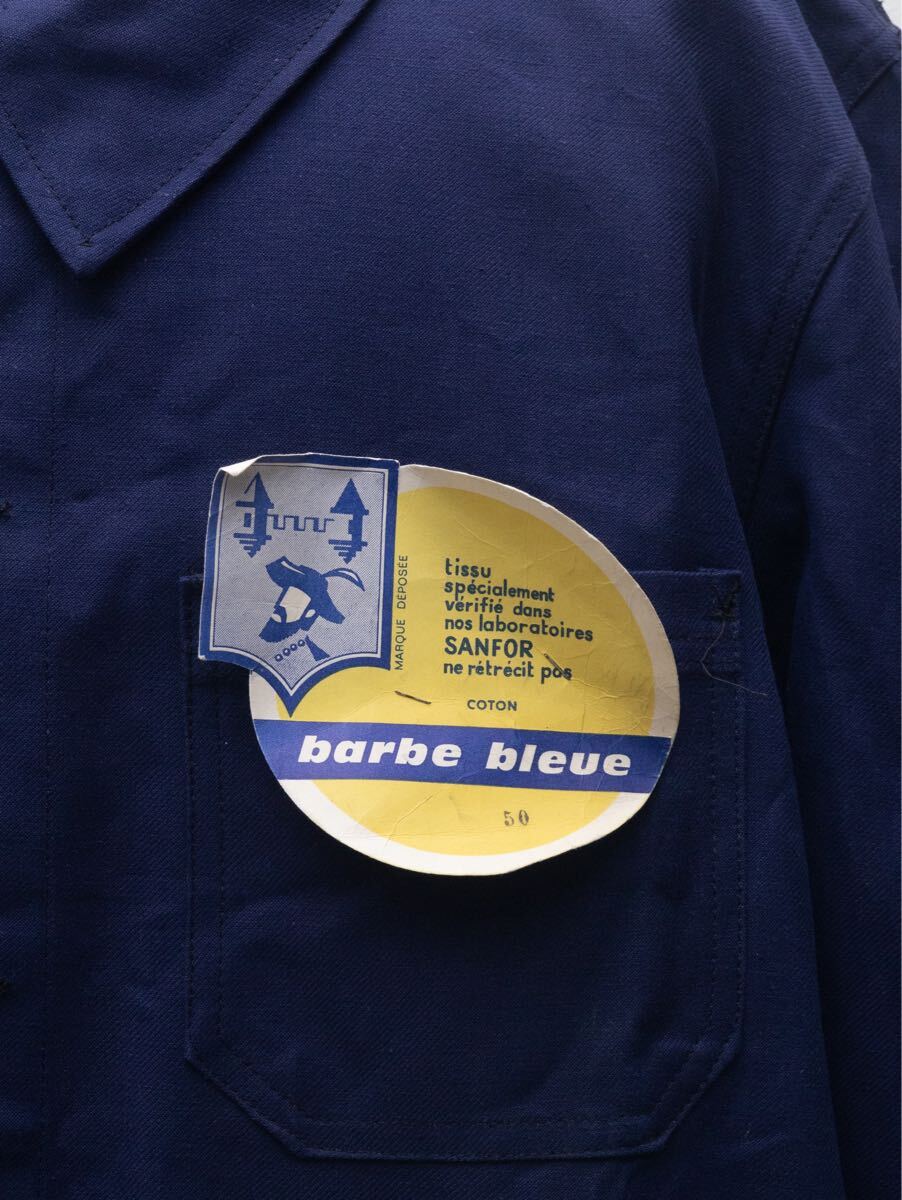 MARQUE DÉPOSÉE
tissu
spécialement
vérifié dans
nos laboratoires
SANFOR
ne rétrécit pas
COTON
barbe bleue
50